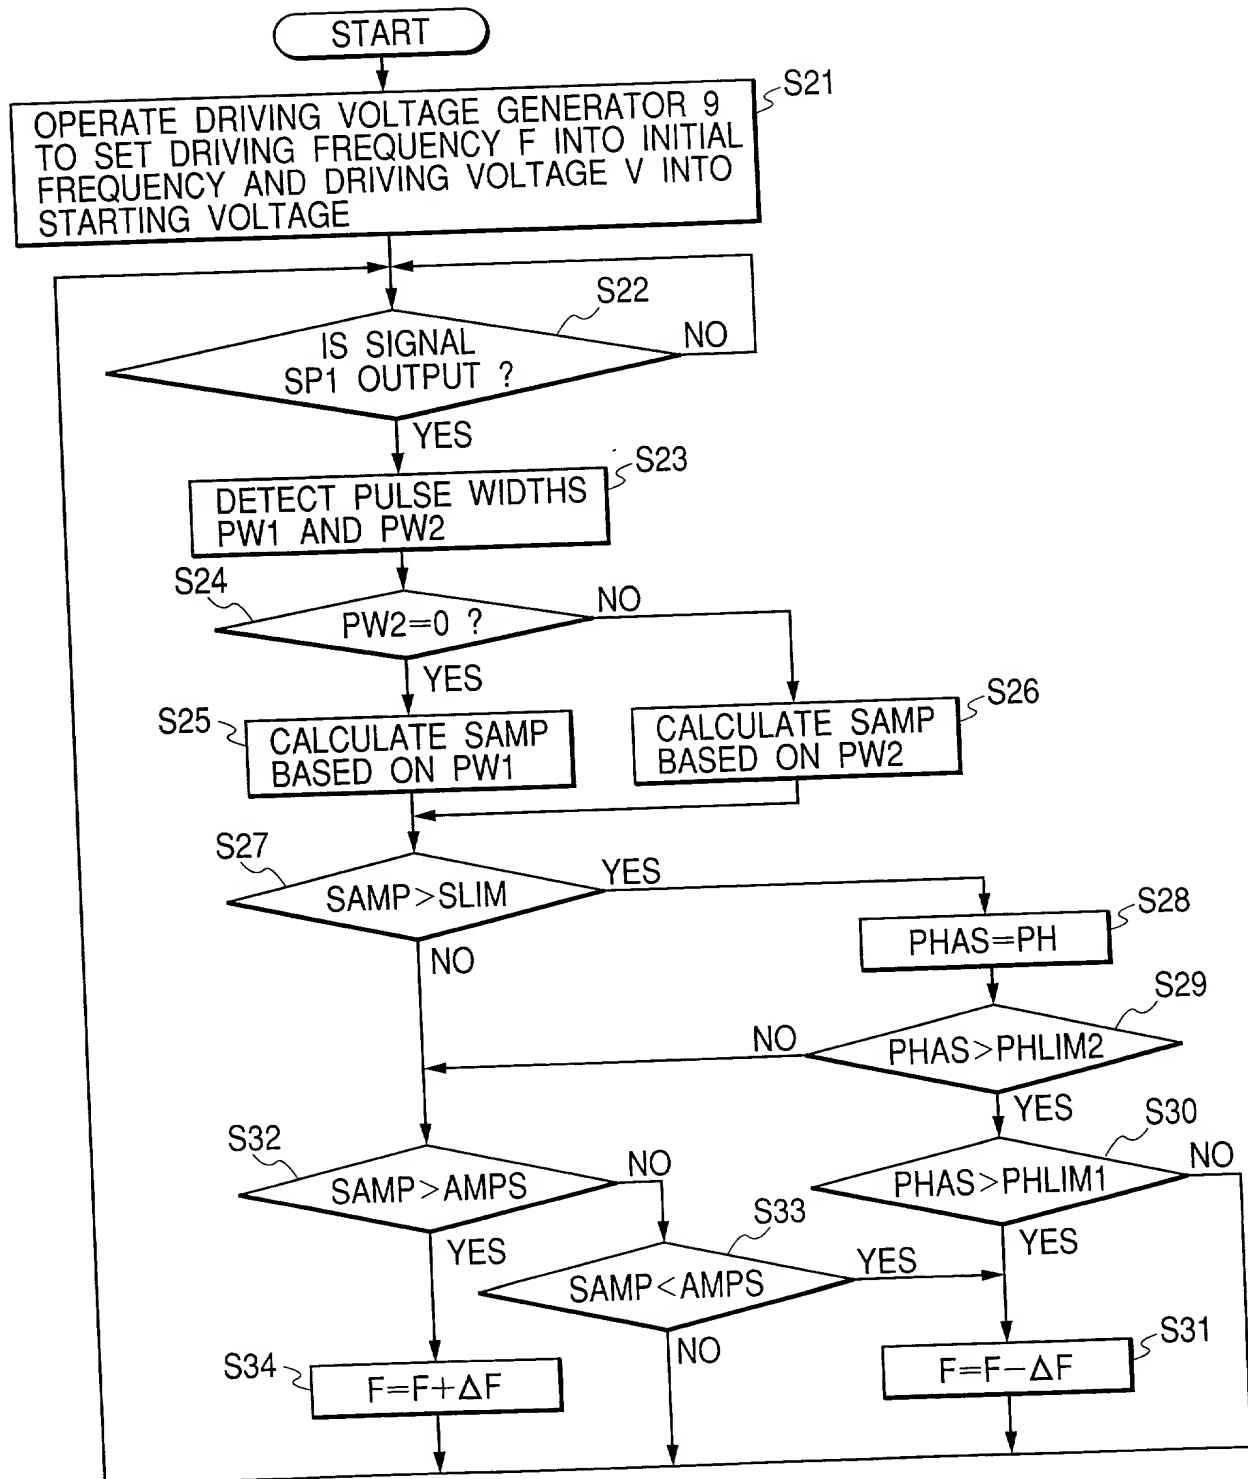 START
S21
OPERATE DRIVING VOLTAGE GENERATOR 9
TO SET DRIVING FREQUENCY F INTO INITIAL
FREQUENCY AND DRIVING VOLTAGE V INTO
STARTING VOLTAGE
S22
IS SIGNAL
SP1 OUTPUT ?
NO
YES
S23
DETECT PULSE WIDTHS
PW1 AND PW2
S24
PW2=0 ?
NO
YES
S25
CALCULATE SAMP
BASED ON PW1
S26
CALCULATE SAMP
BASED ON PW2
S27
SAMP>SLIM
YES
NO
S28
PHAS=PH
S29
PHAS>PHLIM2
NO
YES
S30
PHAS>PHLIM1
NO
YES
S32
SAMP>AMPS
NO
YES
S33
SAMP<AMPS
YES
NO
S34
F=F+ΔF
S31
F=F−ΔF